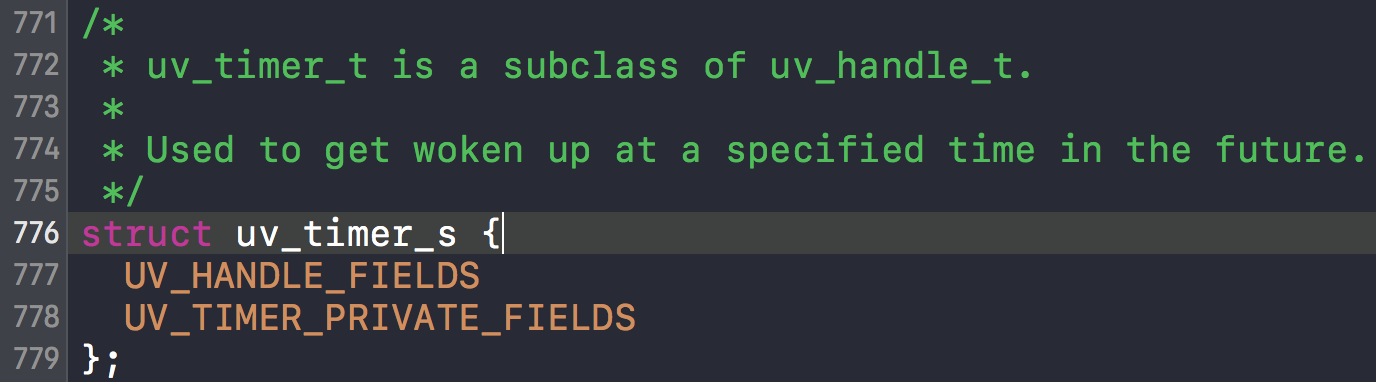 771 /*
772  * uv_timer_t is a subclass of uv_handle_t.
773  *
774  * Used to get woken up at a specified time in the future.
775  */
776 struct uv_timer_s {
777   UV_HANDLE_FIELDS
778   UV_TIMER_PRIVATE_FIELDS
779 };